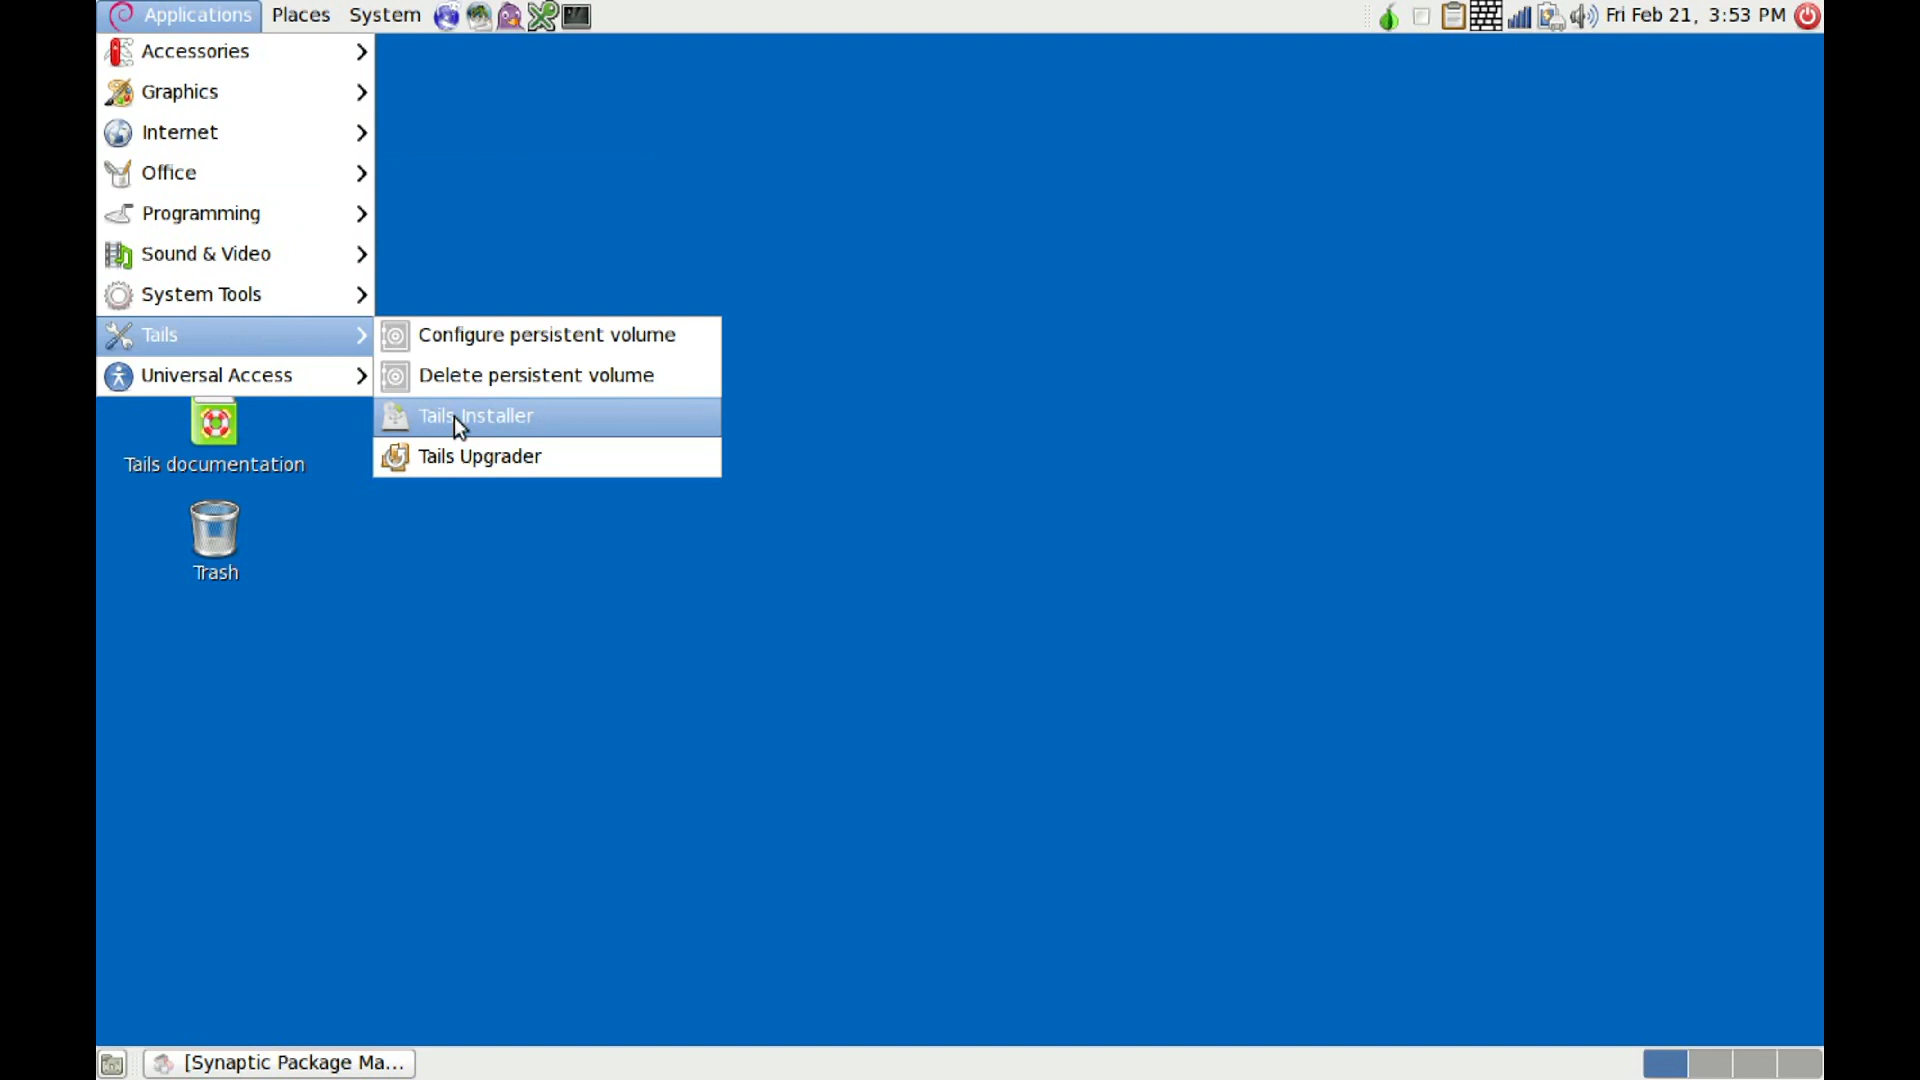 Applications Places System Fri Feb 21, 3:53 PM
Accessories
Graphics
Internet
Office
Programming
Sound & Video
System Tools
Tails
Configure persistent volume
Universal Access
Delete persistent volume
Tails Installer
Tails Upgrader
Tails documentation
Trash
[Synaptic Package Ma...